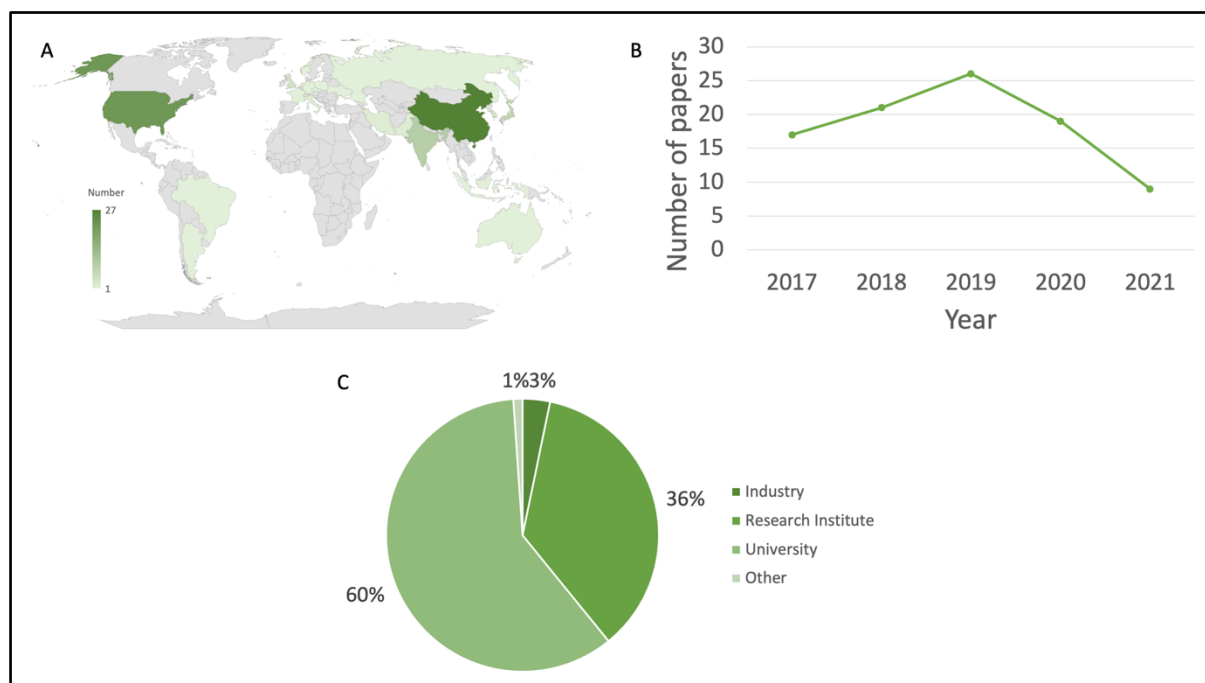 A
Number
27
1
B
30
25
20
15
10
5
0
Number of papers
2017 2018 2019 2020 2021
Year
C
1%3%
36%
60%
Industry
Research Institute
University
Other